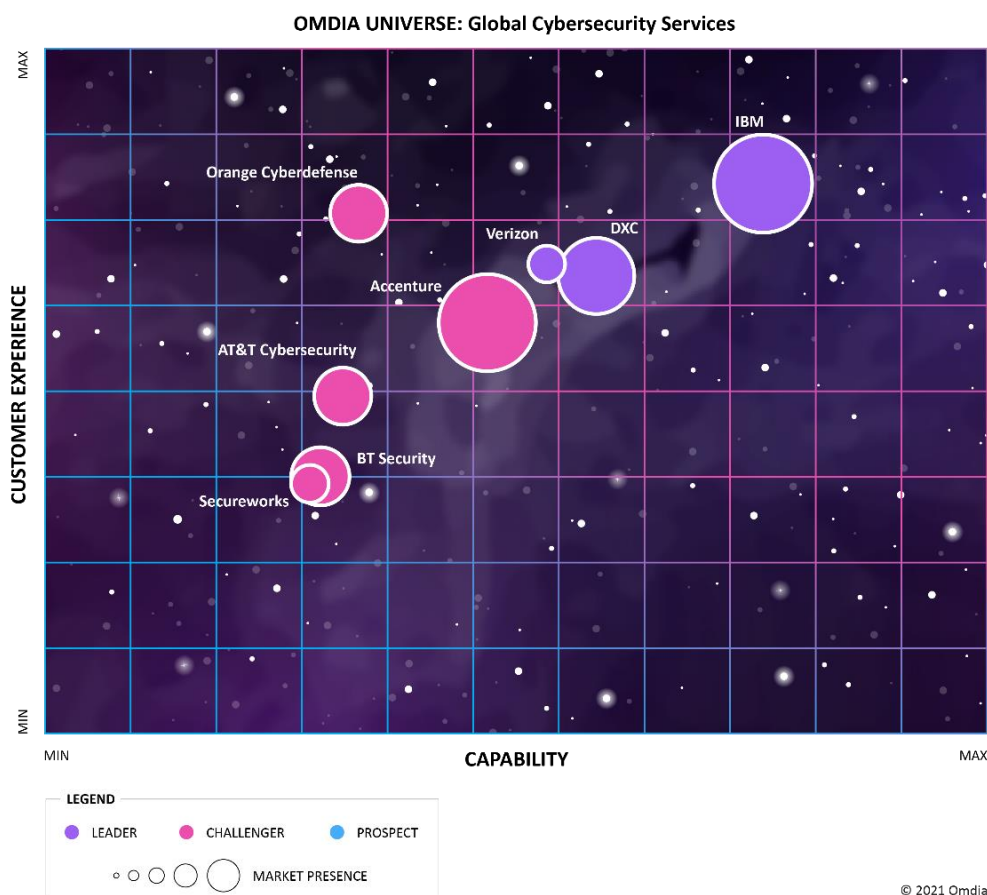 OMDIA UNIVERSE: Global Cybersecurity Services
MAX
IBM
Orange Cyberdefense
Verizon
DXC
Accenture
AT&T Cybersecurity
CUSTOMER EXPERIENCE
BT Security
Secureworks
MIN
MIN
CAPABILITY
MAX
LEGEND
LEADER
CHALLENGER
PROSPECT
MARKET PRESENCE
© 2021 Omdia